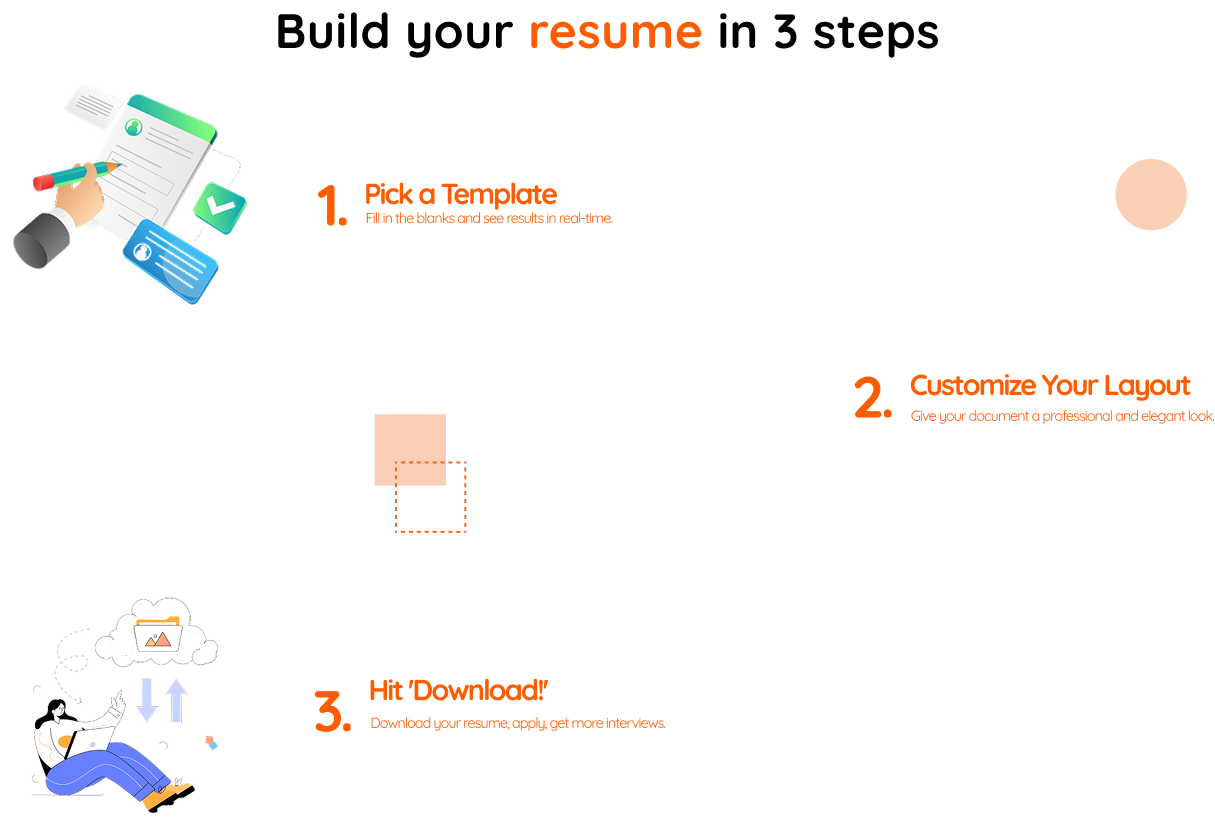 Build your resume in 3 steps
1. Pick a Template
Fill in the blanks and see results in real-time.
2. Customize Your Layout
Give your document a professional and elegant look.
3. Hit 'Download!'
Download your resume, apply, get more interviews.